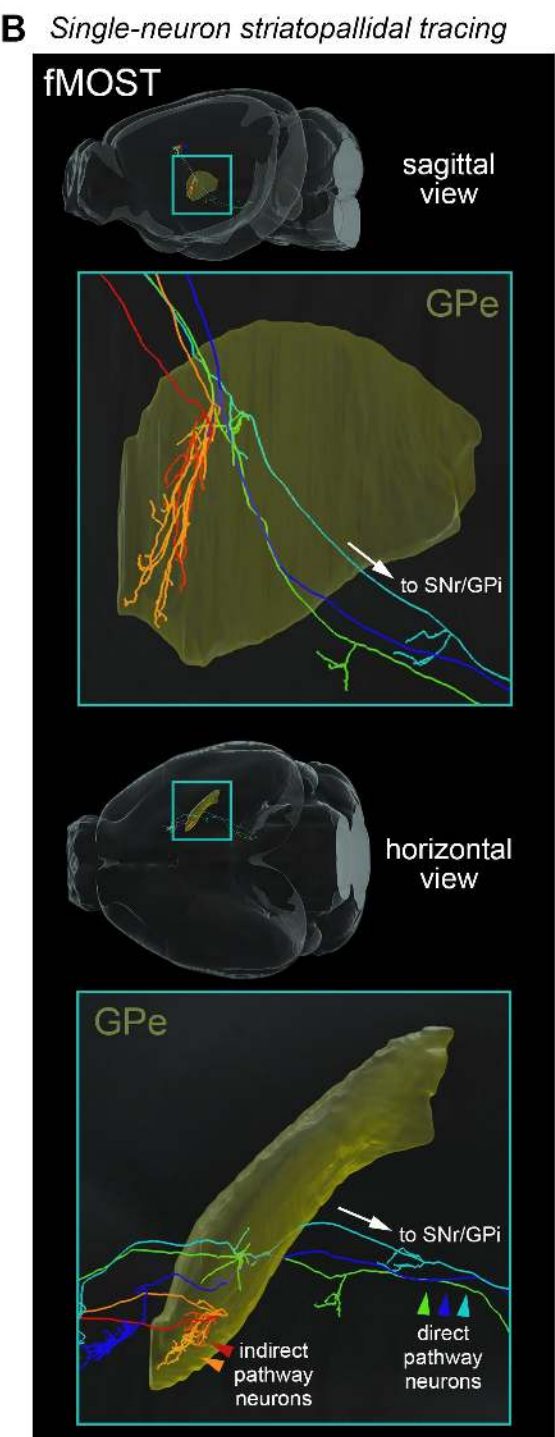 B Single-neuron striatopallidal tracing
fMOST
sagittal
view
GPe
to SNr/GPi
horizontal
view
GPe
to SNr/GPi
indirect
pathway
neurons
direct
pathway
neurons